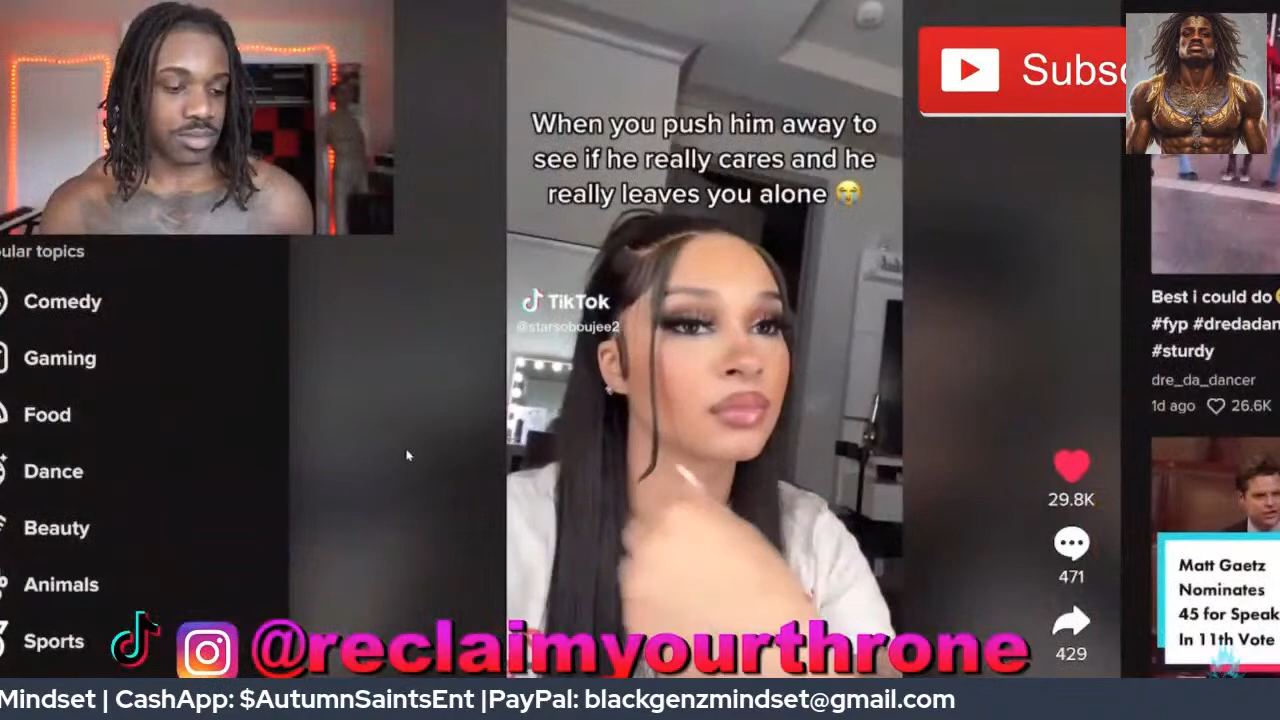 Subsc
When you push him away to
see if he really cares and he
really leaves you alone 😭
ular topics
TikTok
@starsoboujee2
Comedy
Gaming
Food
Dance
Beauty
Animals
Sports
29.8K
471
429
Best i could do
#fyp #dredadan
#sturdy
dre_da_dancer
1d ago 26.6K
Matt Gaetz
Nominates
45 for Speak
In 11th Vote
@reclaimyourthrone
Mindset | CashApp: $AutumnSaintsEnt |PayPal: blackgenzmindset@gmail.com